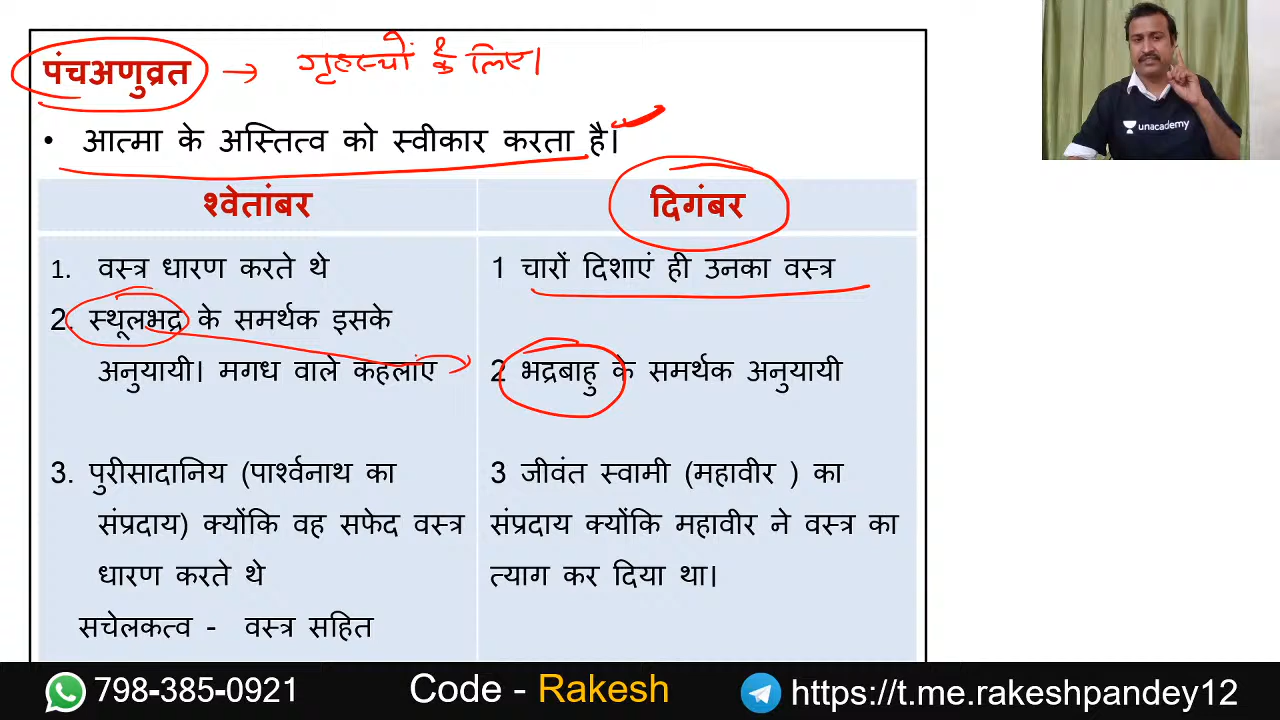 पंचअणुव्रत → गृहस्थों के लिए।
unacademy
• आत्मा के अस्तित्व को स्वीकार करता है।
श्वेतांबर
दिगंबर
1. वस्त्र धारण करते थे
2. स्थूलभद्र के समर्थक इसके
अनुयायी। मगध वाले कहलांए
3. पुरीसादानिय (पार्श्वनाथ का
संप्रदाय) क्योंकि वह सफेद वस्त्र
धारण करते थे
सचेलकत्व - वस्त्र सहित
1 चारों दिशाएं ही उनका वस्त्र
2 भद्रबाहु के समर्थक अनुयायी
3 जीवंत स्वामी (महावीर ) का
संप्रदाय क्योंकि महावीर ने वस्त्र का
त्याग कर दिया था।
798-385-0921
Code - Rakesh
https://t.me.rakeshpandey12